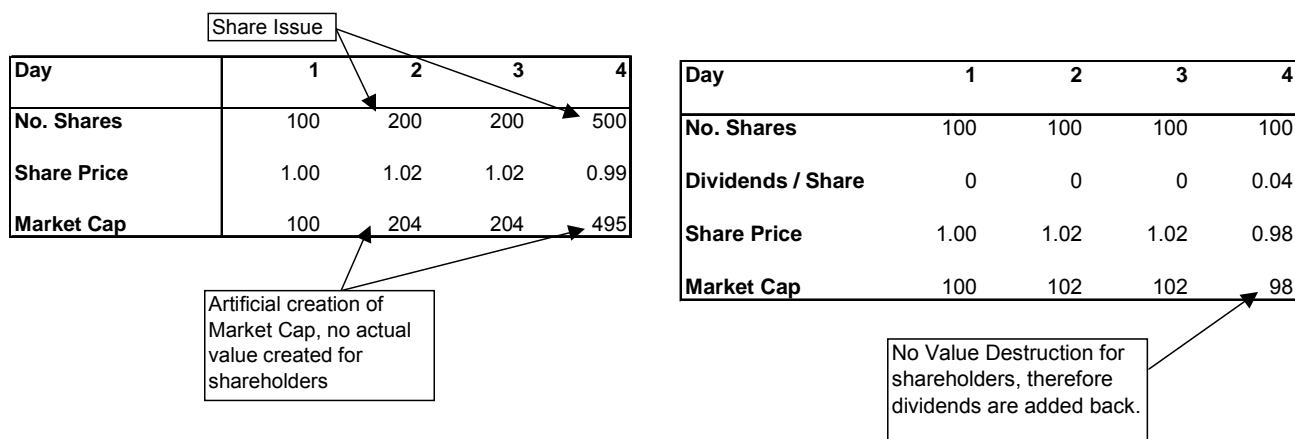 Share Issue
Day 1 2 3 4
No. Shares 100 200 200 500
Share Price 1.00 1.02 1.02 0.99
Market Cap 100 204 204 495
Artificial creation of
Market Cap, no actual
value created for
shareholders
Day 1 2 3 4
No. Shares 100 100 100 100
Dividends / Share 0 0 0 0.04
Share Price 1.00 1.02 1.02 0.98
Market Cap 100 102 102 98
No Value Destruction for
shareholders, therefore
dividends are added back.